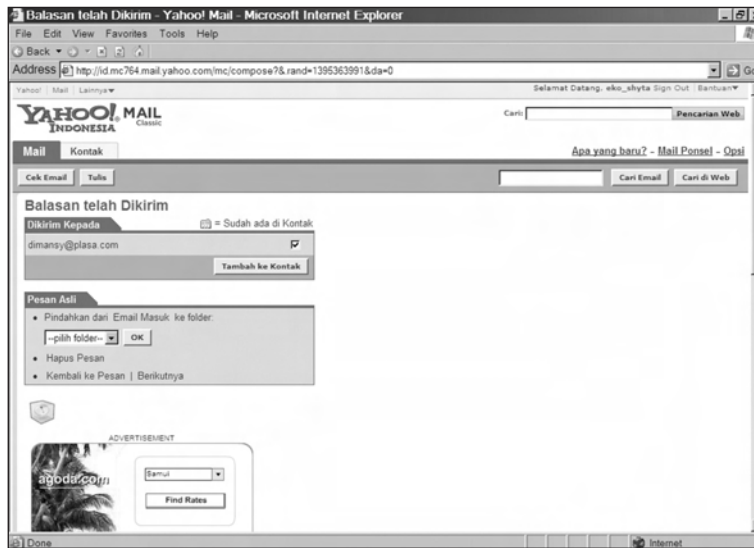 Balasan telah Dikirim - Yahoo! Mail - Microsoft Internet Explorer
File Edit View Favorites Tools Help
Back
Address http://id.mc764.mail.yahoo.com/mc/compose?&.rand=1395363991&da=0 Go
Yahoo! Mail Lainnya Selamat Datang, eko_shyta Sign Out Bantuan
YAHOO! MAIL Cari: Pencarian Web
INDONESIA Classic
Mail Kontak Apa yang baru? - Mail Ponsel - Opsi
Cek Email Tulis Cari Email Cari di Web
Balasan telah Dikirim
Dikirim Kepada = Sudah ada di Kontak
dimansy@plasa.com
Tambah ke Kontak
Pesan Asli
• Pindahkan dari Email Masuk ke folder:
--pilih folder-- OK
• Hapus Pesan
• Kembali ke Pesan | Berikutnya
ADVERTISEMENT
agoda.com Samui
Find Rates
Done Internet